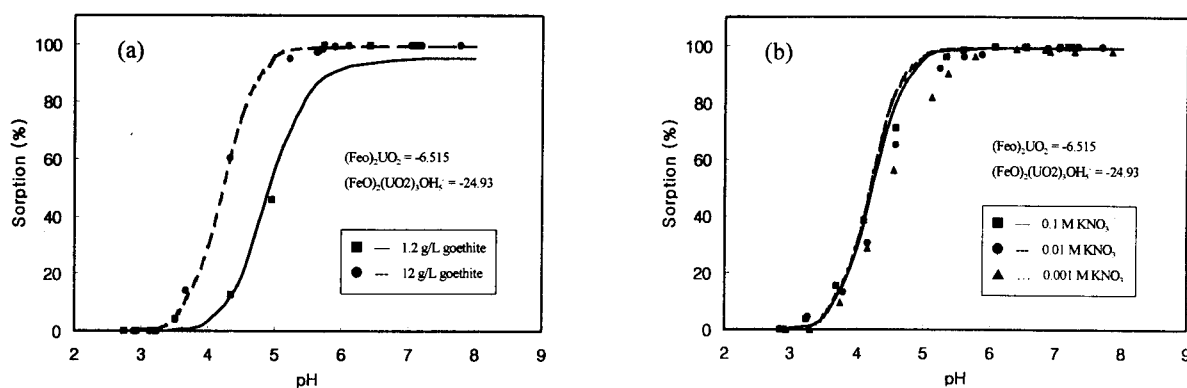 (a)
100
80
60
40
20
0
Sorption (%)
(Feo)₂UO₂ = -6.515
(FeO)₂(UO2)₃OH₅⁻ = -24.93
1.2 g/L goethite
12 g/L goethite
2 3 4 5 6 7 8 9
pH
(b)
100
80
60
40
20
0
Sorption (%)
(FeO)₂UO₂ = -6.515
(FeO)₂(UO2)₃OH₅⁻ = -24.93
0.1 M KNO₃
0.01 M KNO₃
0.001 M KNO₃
2 3 4 5 6 7 8 9
pH